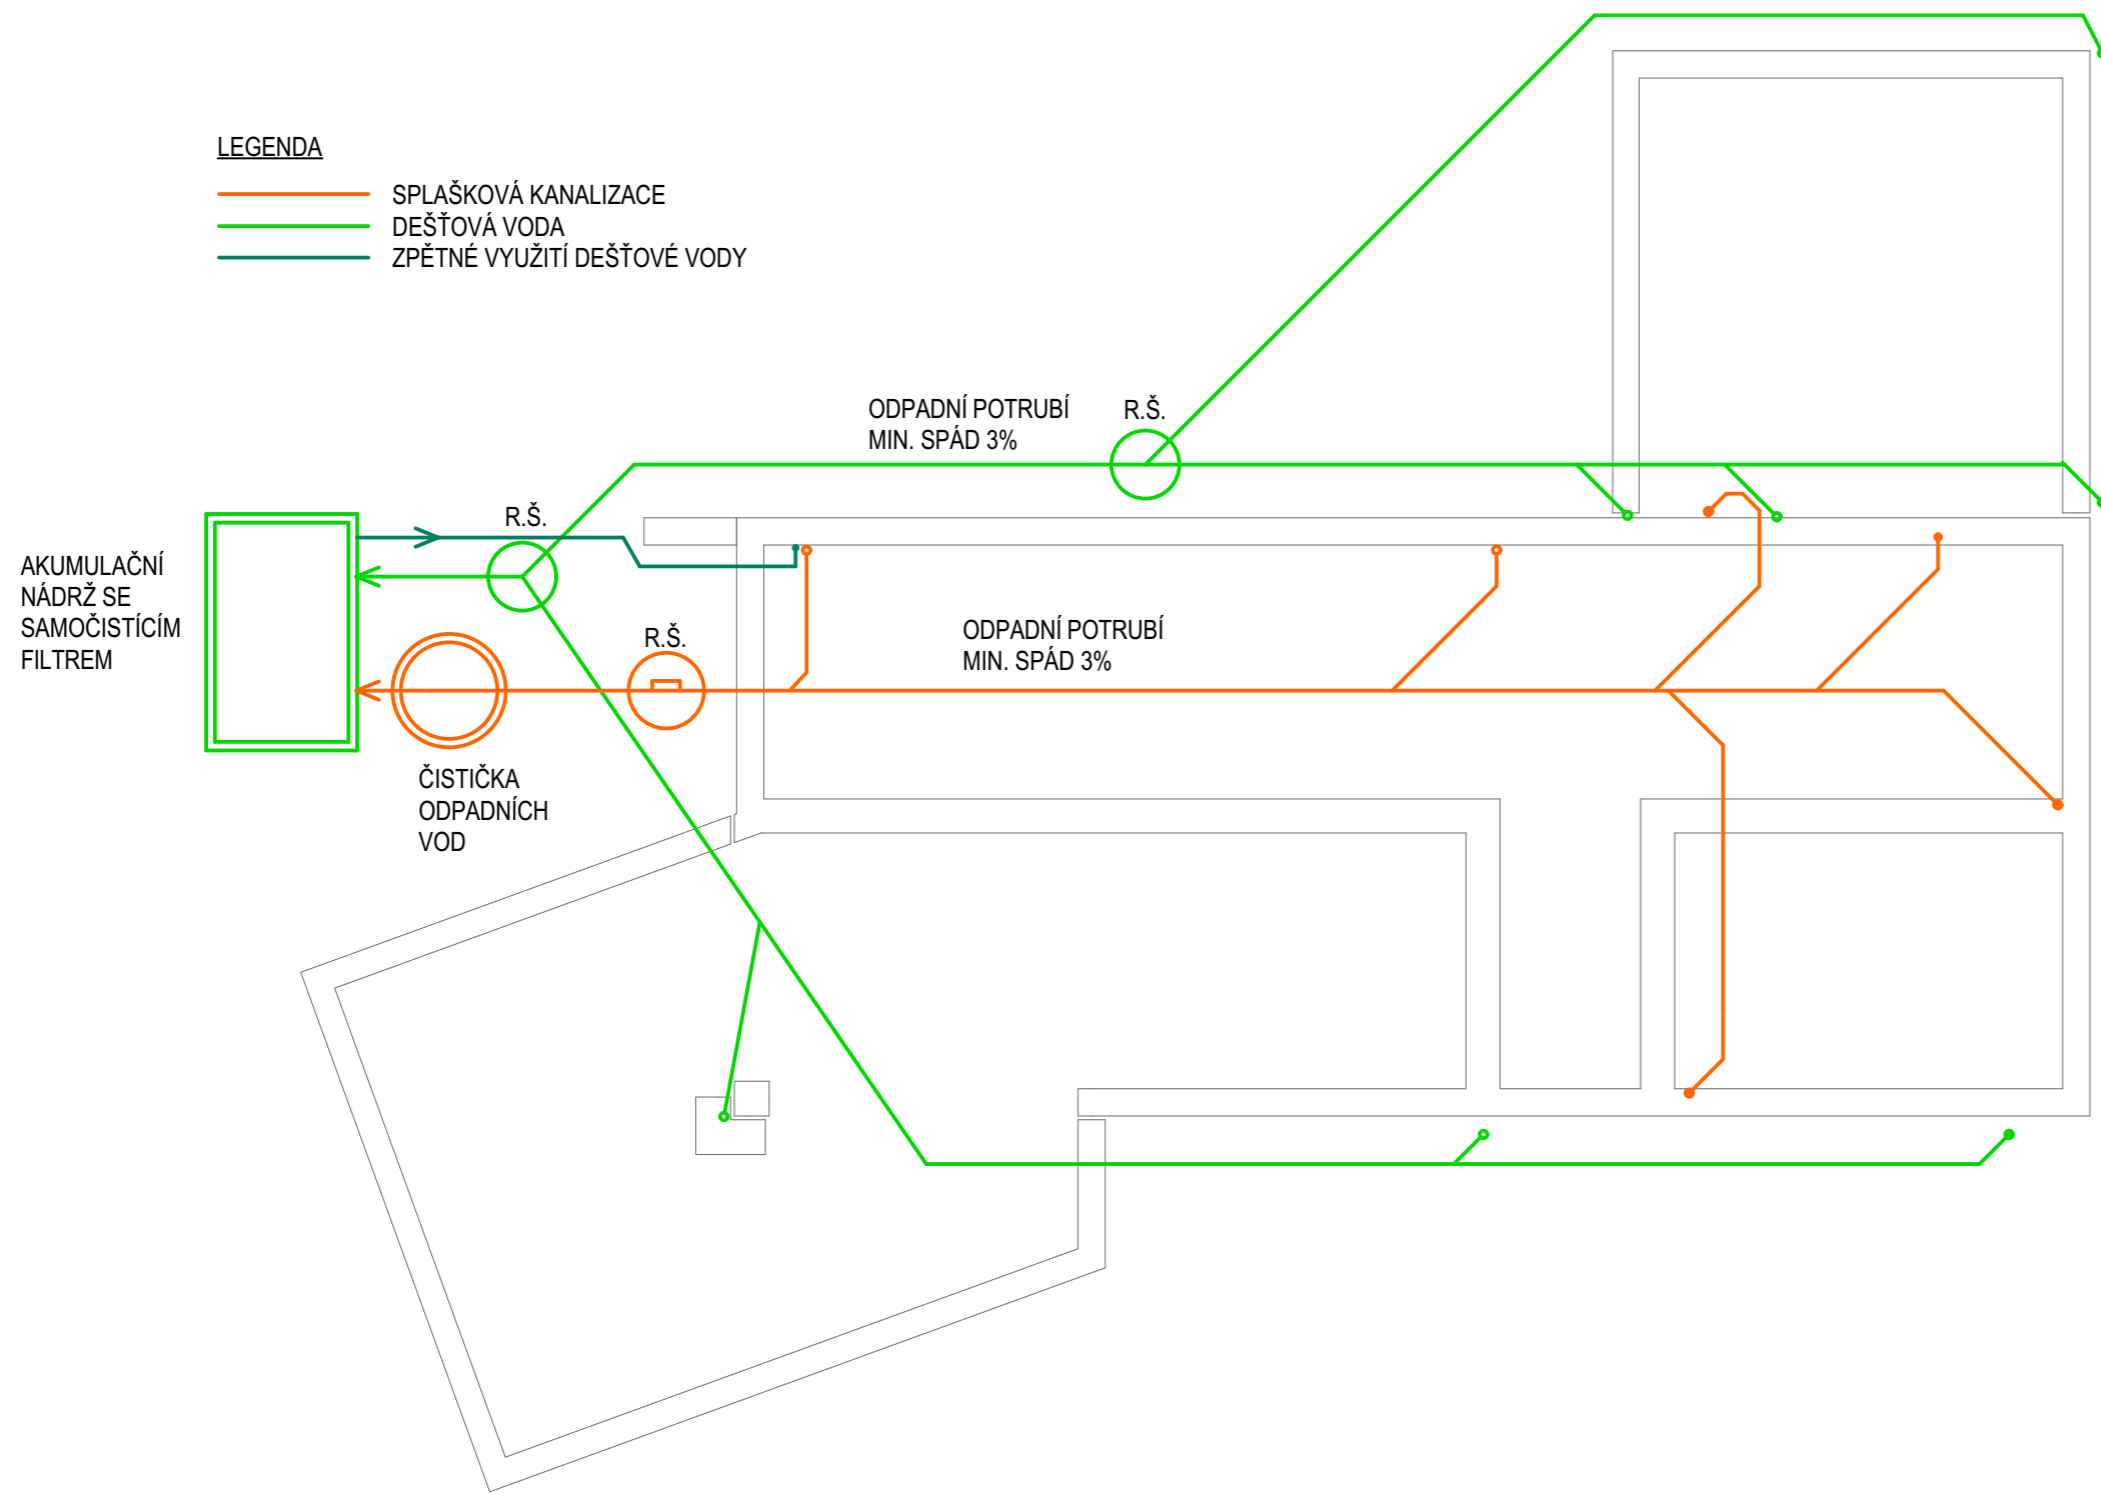 LEGENDA
SPLAŠKOVÁ KANALIZACE
DEŠŤOVÁ VODA
ZPĚTNÉ VYUŽITÍ DEŠŤOVÉ VODY
ODPADNÍ POTRUBÍ
MIN. SPÁD 3%
R.Š.
R.Š.
AKUMULAČNÍ
NÁDRŽ SE
SAMOČISTÍCÍM
FILTREM
R.Š.
ODPADNÍ POTRUBÍ
MIN. SPÁD 3%
ČISTIČKA
ODPADNÍCH
VOD